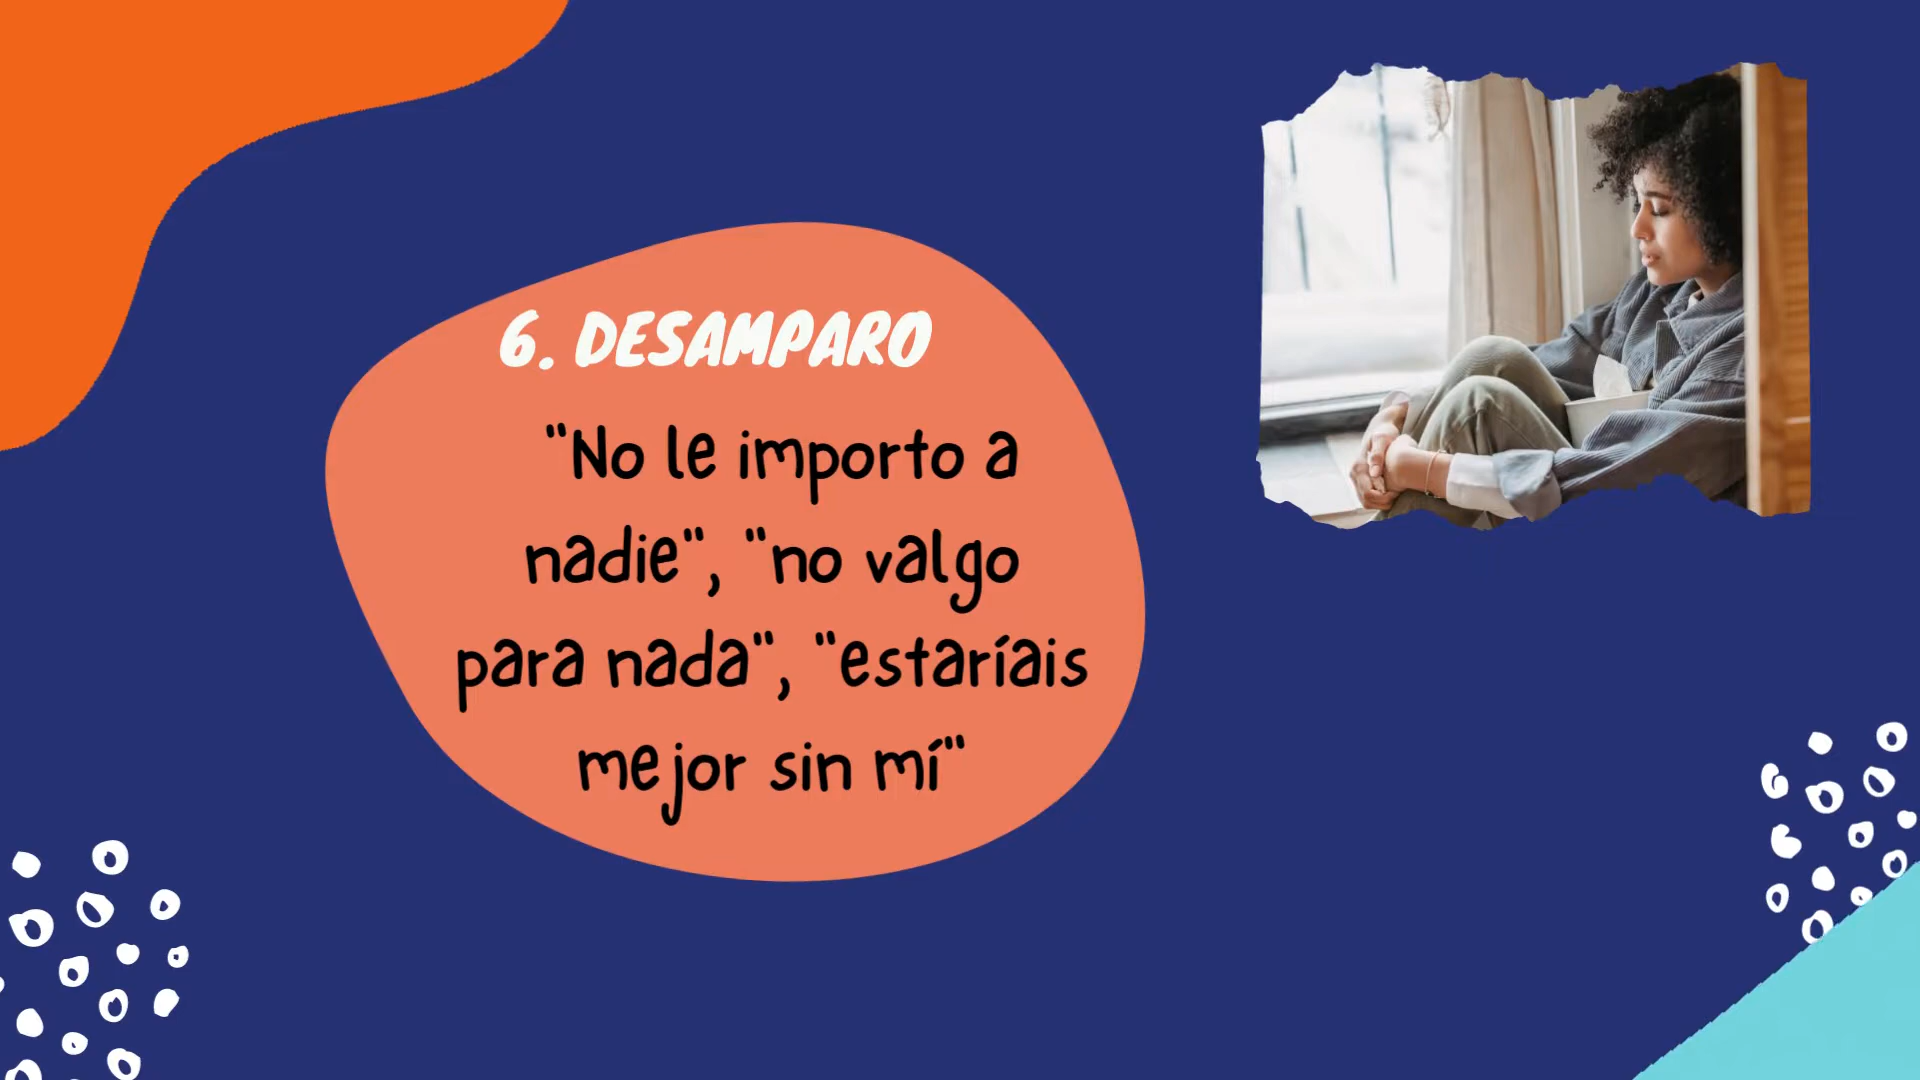 6. DESAMPARO
"No le importo a
nadie", "no valgo
para nada", "estaríais
mejor sin mí"